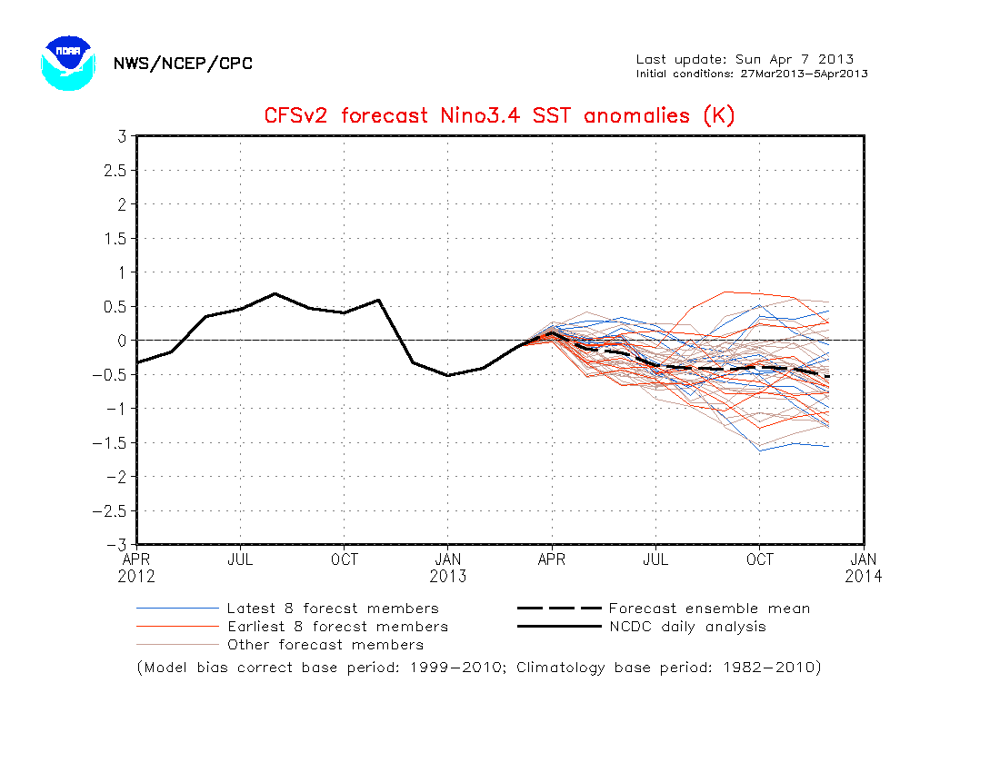 NOAA
NWS/NCEP/CPC
Last update: Sun Apr 7 2013
Initial conditions: 27Mar2013-5Apr2013
CFSv2 forecast Nino3.4 SST anomalies (K)
3
2.5
2
1.5
1
0.5
0
-0.5
-1
-1.5
-2
-2.5
-3
APR JUL OCT JAN APR JUL OCT JAN
2012 2013 2014
Latest 8 forecst members
Earliest 8 forecst members
Other forecast members
Forecast ensemble mean
NCDC daily analysis
(Model bias correct base period: 1999-2010; Climatology base period: 1982-2010)